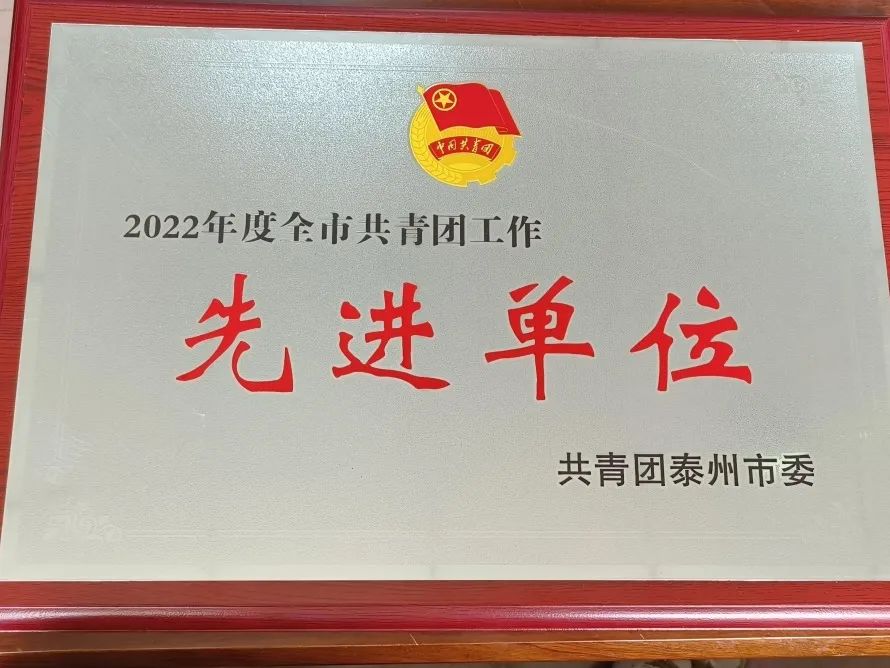 中国共青团
2022年度全市共青团工作
先进单位
共青团泰州市委